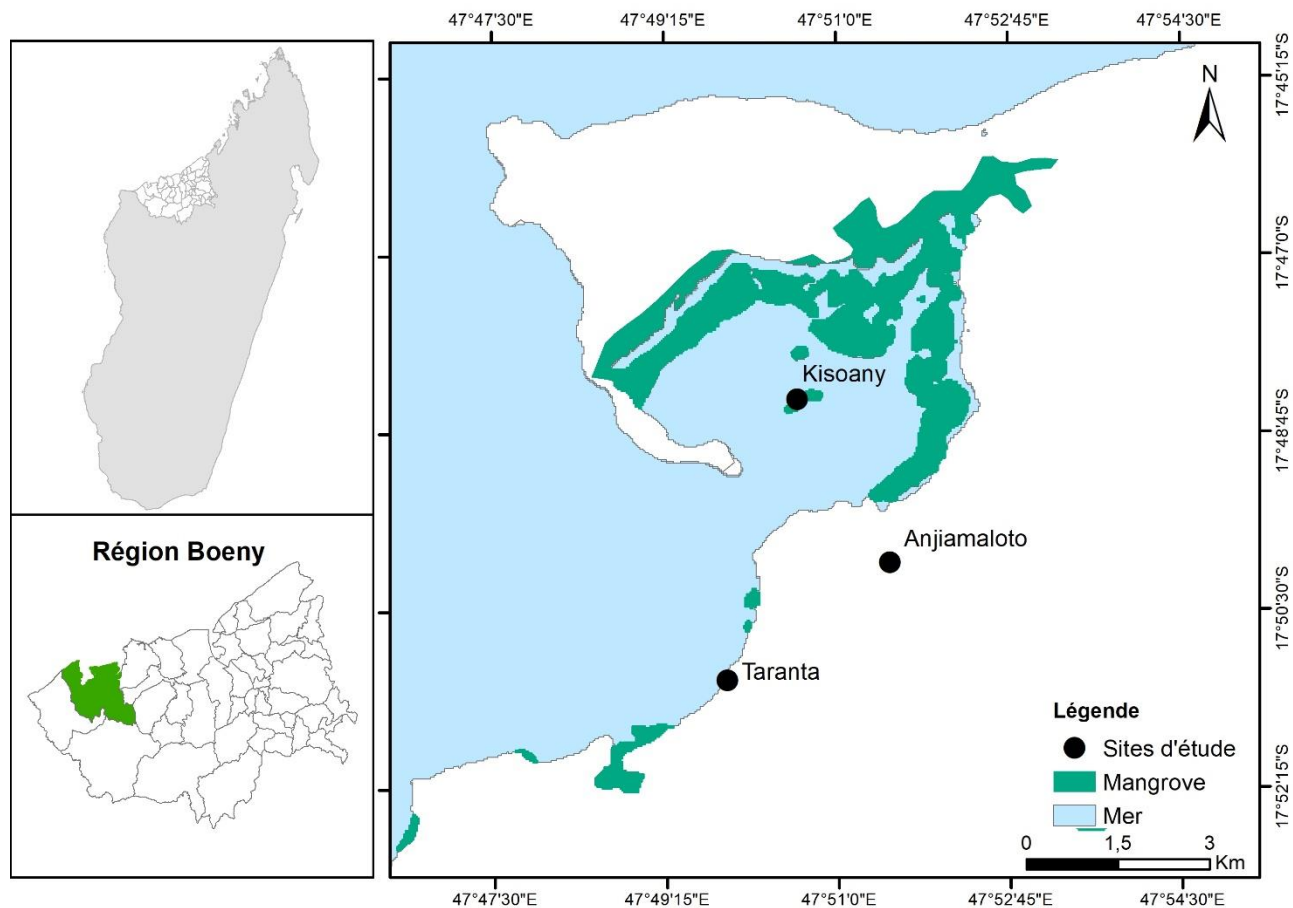 47°47'30"E 47°49'15"E 47°51'0"E 47°52'45"E 47°54'30"E
N
17°45'15"S
17°47'0"S
17°48'45"S
17°50'30"S
17°52'15"S
Kisoany
Anjiamaloto
Taranta
Région Boeny
Légende
Sites d'étude
Mangrove
Mer
0 1,5 3
Km
47°47'30"E 47°49'15"E 47°51'0"E 47°52'45"E 47°54'30"E